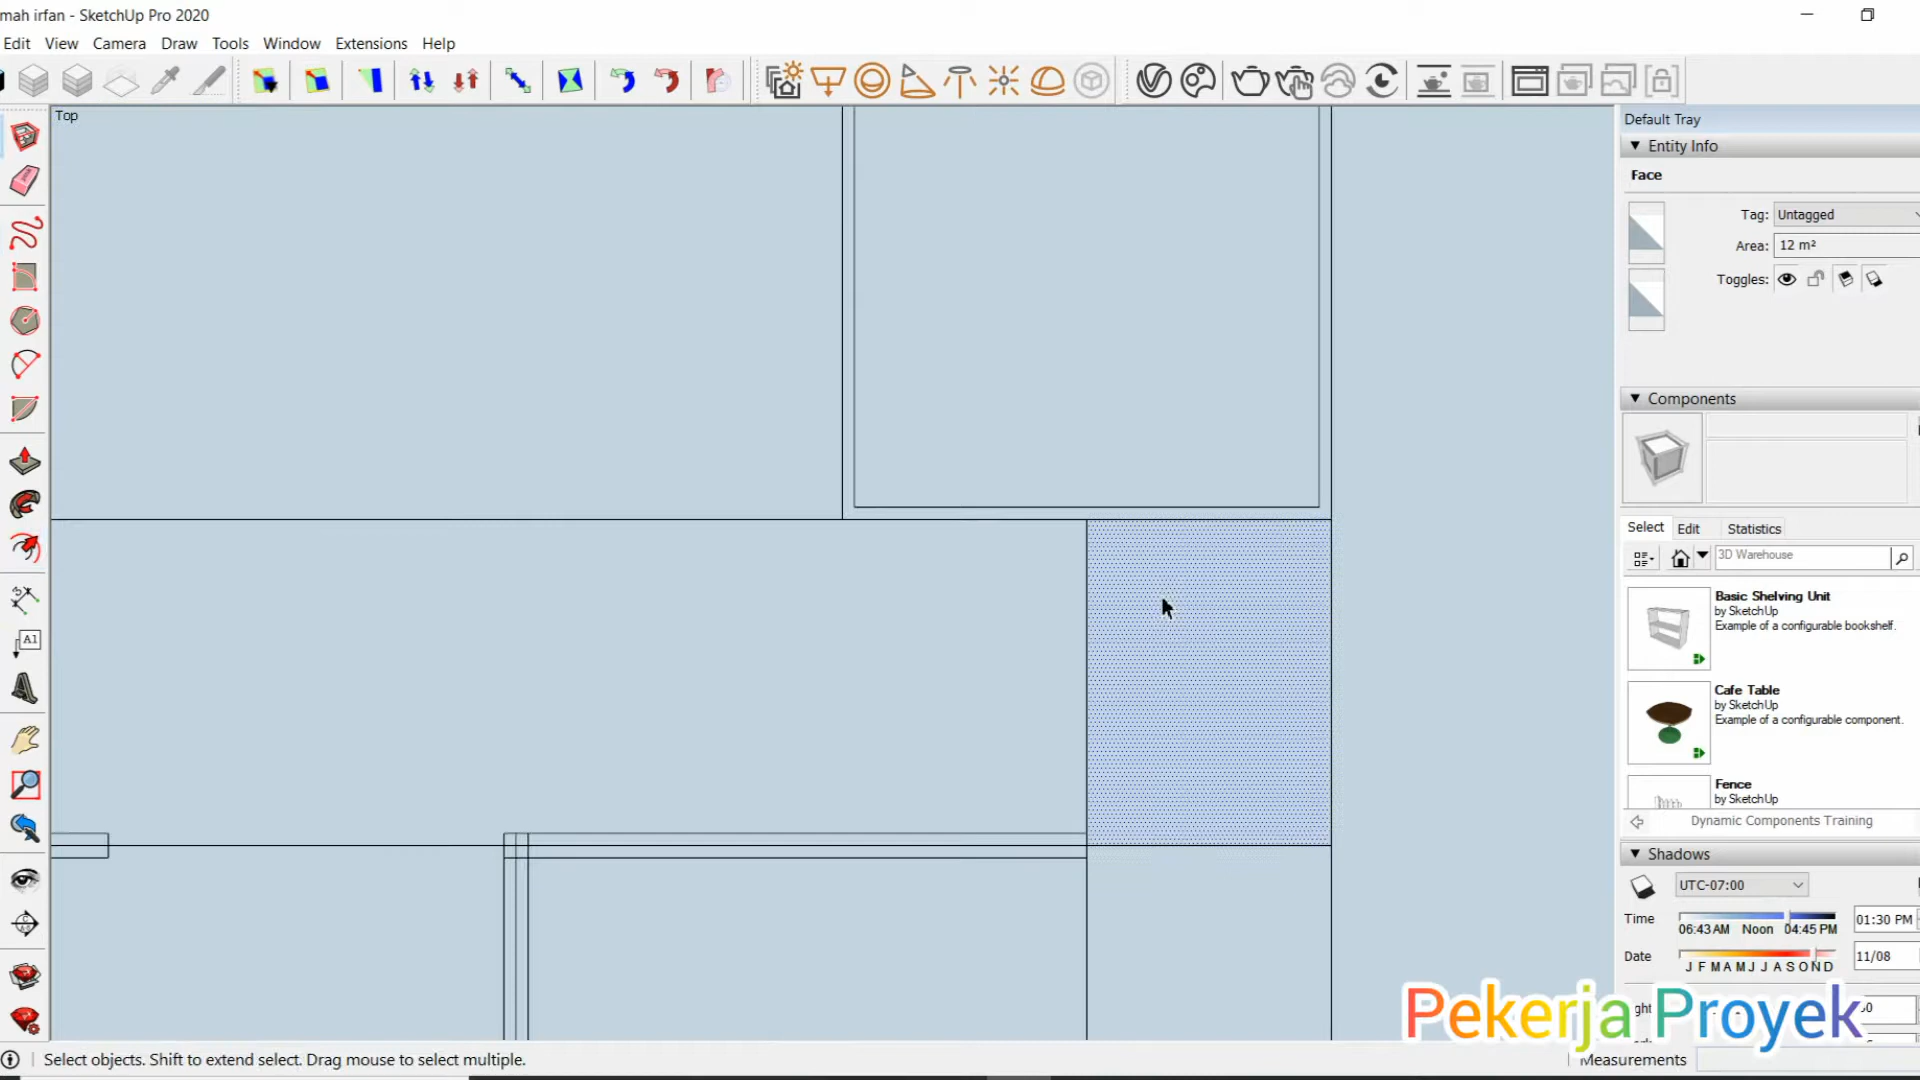 mah irfan - SketchUp Pro 2020
Edit View Camera Draw Tools Window Extensions Help
Top
Default Tray
Entity Info
Face
Tag: Untagged
Area: 12 m²
Toggles:
Components
Select Edit Statistics
3D Warehouse
Basic Shelving Unit
by SketchUp
Example of a configurable bookshelf.
Cafe Table
by SketchUp
Example of a configurable component.
Fence
by SketchUp
Dynamic Components Training
Shadows
UTC-07:00
Time 06:43 AM Noon 04:45 PM 01:30 PM
Date J F M A M J J A S O N D 11/08
Pekerja Proyek
Select objects. Shift to extend select. Drag mouse to select multiple.
Measurements